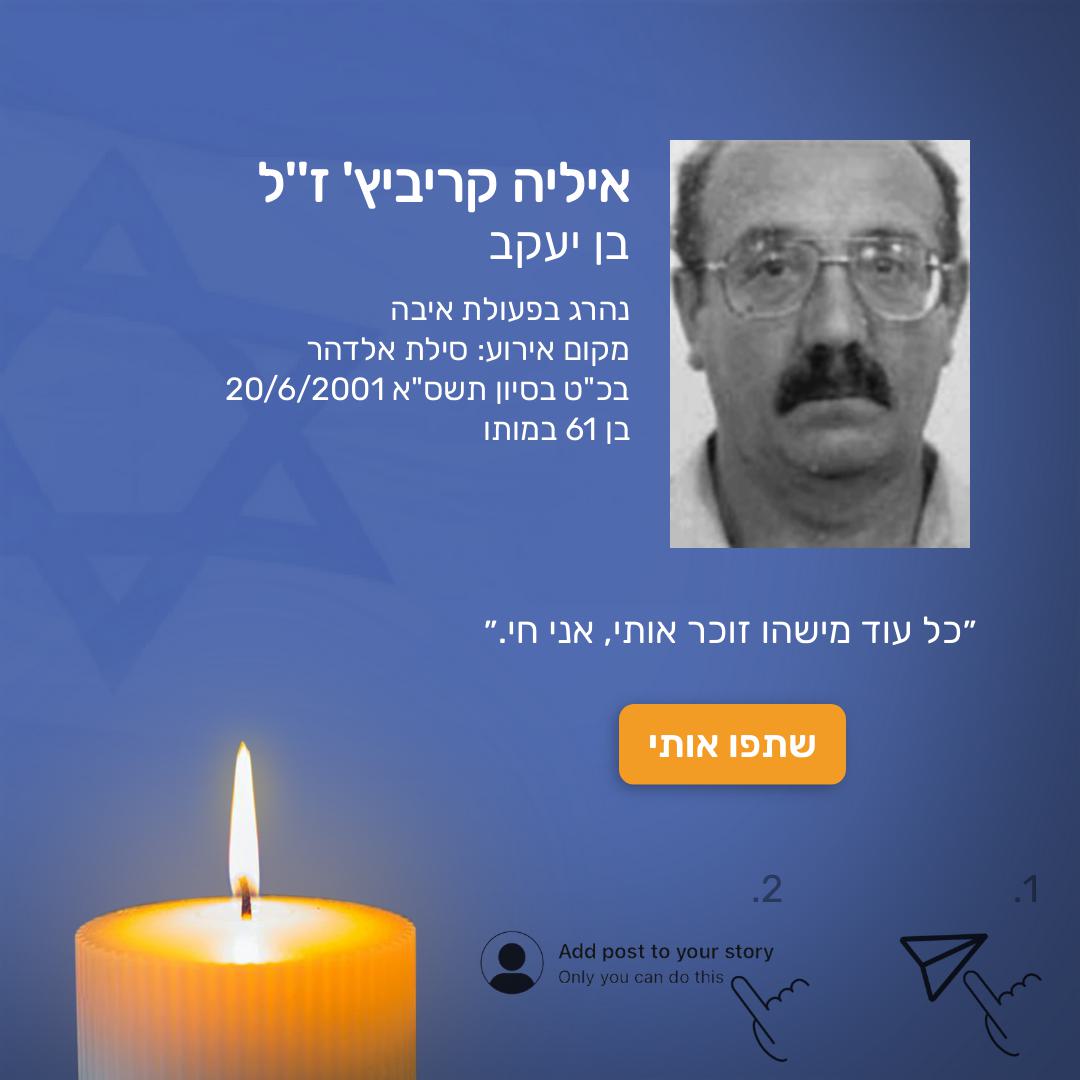 איליה קריביץ' ז"ל
בן יעקב
נהרג בפעולת איבה
מקום אירוע: סילת אלדהר
בכ"ט בסיון תשס"א 20/6/2001
בן 61 במותו
״כל עוד מישהו זוכר אותי, אני חי.״
שתפו אותי
1.
2.
Add post to your story
Only you can do this